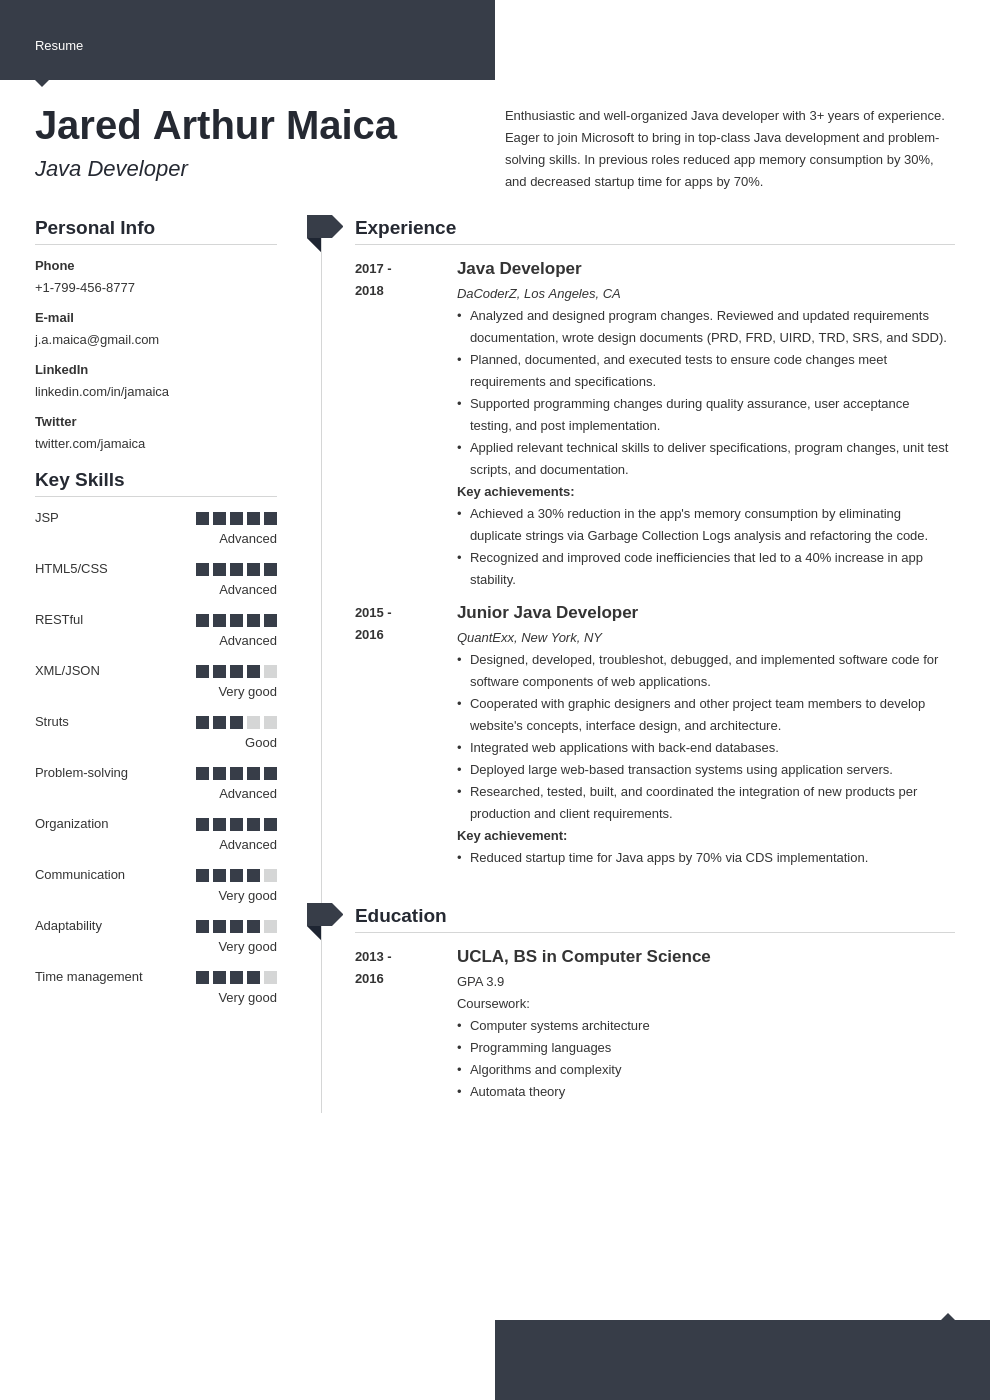 Resume
Jared Arthur Maica
Java Developer
Enthusiastic and well-organized Java developer with 3+ years of experience.
Eager to join Microsoft to bring in top-class Java development and problem-
solving skills. In previous roles reduced app memory consumption by 30%,
and decreased startup time for apps by 70%.
Personal Info
Phone
+1-799-456-8777
E-mail
j.a.maica@gmail.com
LinkedIn
linkedin.com/in/jamaica
Twitter
twitter.com/jamaica
Key Skills
JSP
Advanced
HTML5/CSS
Advanced
RESTful
Advanced
XML/JSON
Very good
Struts
Good
Problem-solving
Advanced
Organization
Advanced
Communication
Very good
Adaptability
Very good
Time management
Very good
Experience
2017 -
2018
Java Developer
DaCoderZ, Los Angeles, CA
• Analyzed and designed program changes. Reviewed and updated requirements
documentation, wrote design documents (PRD, FRD, UIRD, TRD, SRS, and SDD).
• Planned, documented, and executed tests to ensure code changes meet
requirements and specifications.
• Supported programming changes during quality assurance, user acceptance
testing, and post implementation.
• Applied relevant technical skills to deliver specifications, program changes, unit test
scripts, and documentation.
Key achievements:
• Achieved a 30% reduction in the app's memory consumption by eliminating
duplicate strings via Garbage Collection Logs analysis and refactoring the code.
• Recognized and improved code inefficiencies that led to a 40% increase in app
stability.
2015 -
2016
Junior Java Developer
QuantExx, New York, NY
• Designed, developed, troubleshot, debugged, and implemented software code for
software components of web applications.
• Cooperated with graphic designers and other project team members to develop
website's concepts, interface design, and architecture.
• Integrated web applications with back-end databases.
• Deployed large web-based transaction systems using application servers.
• Researched, tested, built, and coordinated the integration of new products per
production and client requirements.
Key achievement:
• Reduced startup time for Java apps by 70% via CDS implementation.
Education
2013 -
2016
UCLA, BS in Computer Science
GPA 3.9
Coursework:
• Computer systems architecture
• Programming languages
• Algorithms and complexity
• Automata theory